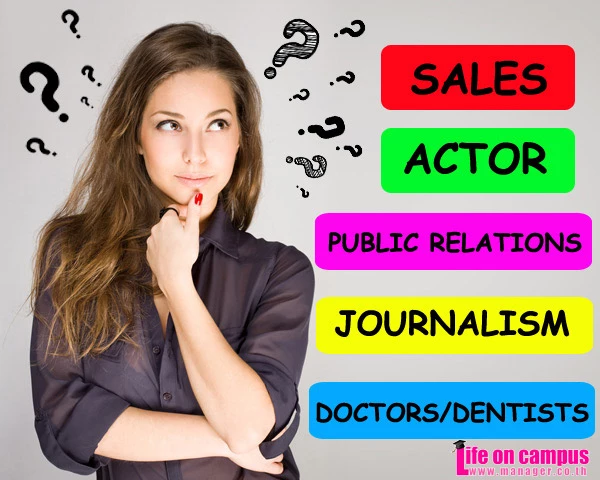 SALES
ACTOR
PUBLIC RELATIONS
JOURNALISM
DOCTORS/DENTISTS
Life on campus
www.manager.co.th